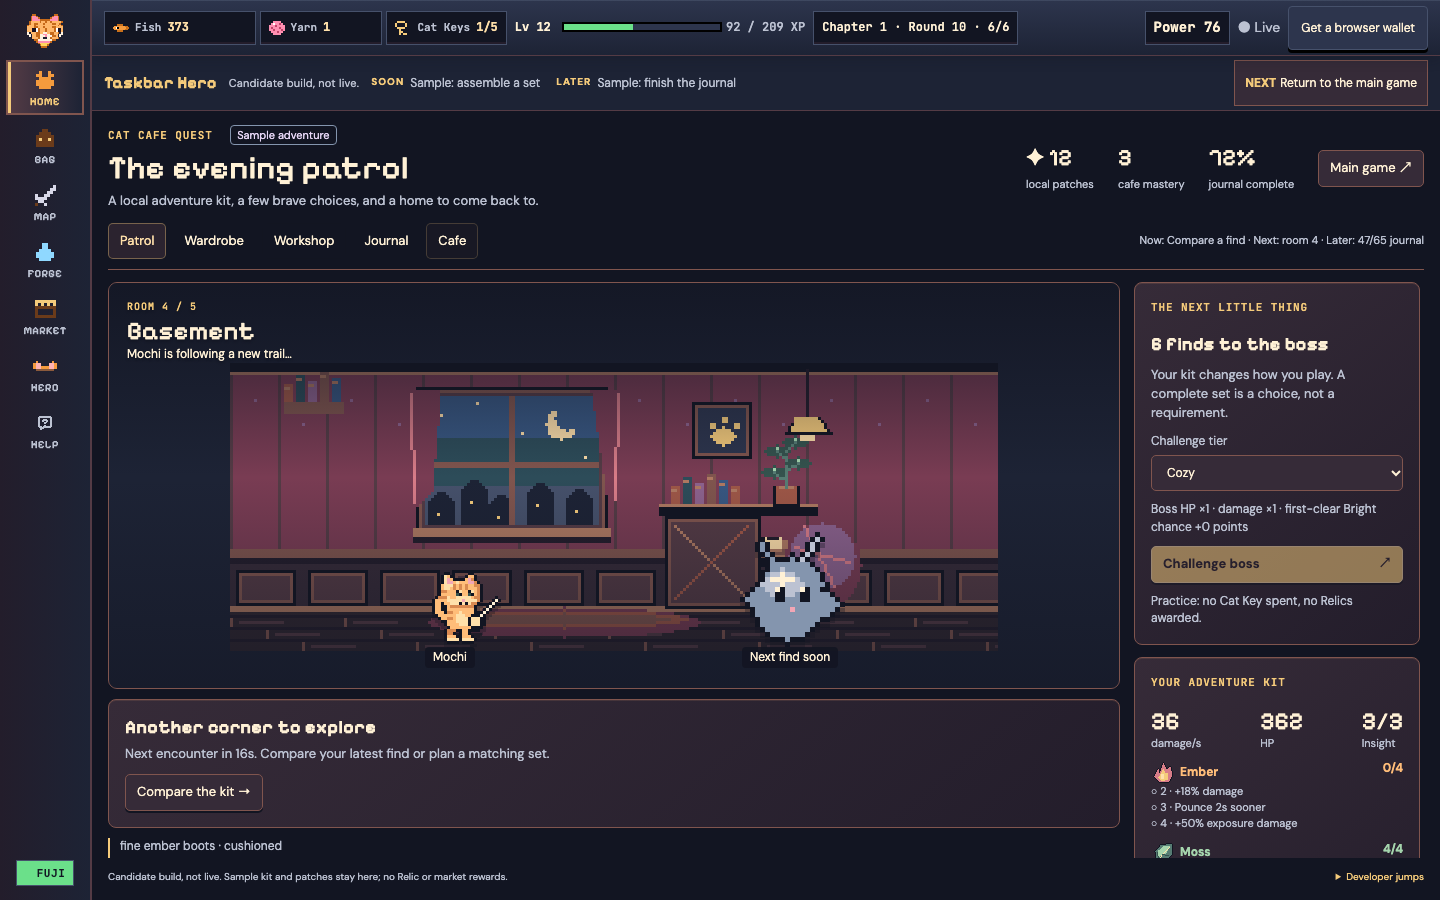 Fish 373
Yarn 1
Cat Keys 1/5
Lv 12
92 / 209 XP
Chapter 1 · Round 10 · 6/6
Power 76
Live
Get a browser wallet
HOME
BAG
MAP
FORGE
MARKET
HERO
HELP
FUJI
Taskbar Hero
Candidate build, not live.
SOON Sample: assemble a set
LATER Sample: finish the journal
NEXT Return to the main game
CAT CAFE QUEST
Sample adventure
The evening patrol
A local adventure kit, a few brave choices, and a home to come back to.
12
local patches
3
cafe mastery
72%
journal complete
Main game ↗
Patrol
Wardrobe
Workshop
Journal
Cafe
Now: Compare a find · Next: room 4 · Later: 47/65 journal
ROOM 4 / 5
Basement
Mochi is following a new trail…
Mochi
Next find soon
Another corner to explore
Next encounter in 16s. Compare your latest find or plan a matching set.
Compare the kit →
fine ember boots · cushioned
THE NEXT LITTLE THING
6 finds to the boss
Your kit changes how you play. A
complete set is a choice, not a
requirement.
Challenge tier
Cozy
Boss HP ×1 · damage ×1 · first-clear Bright
chance +0 points
Challenge boss ↗
Practice: no Cat Key spent, no Relics
awarded.
YOUR ADVENTURE KIT
36
damage/s
362
HP
3/3
Insight
Ember 0/4
○ 2 · +18% damage
○ 3 · Pounce 2s sooner
○ 4 · +50% exposure damage
Moss 4/4
Candidate build, not live. Sample kit and patches stay here; no Relic or market rewards.
▶ Developer jumps